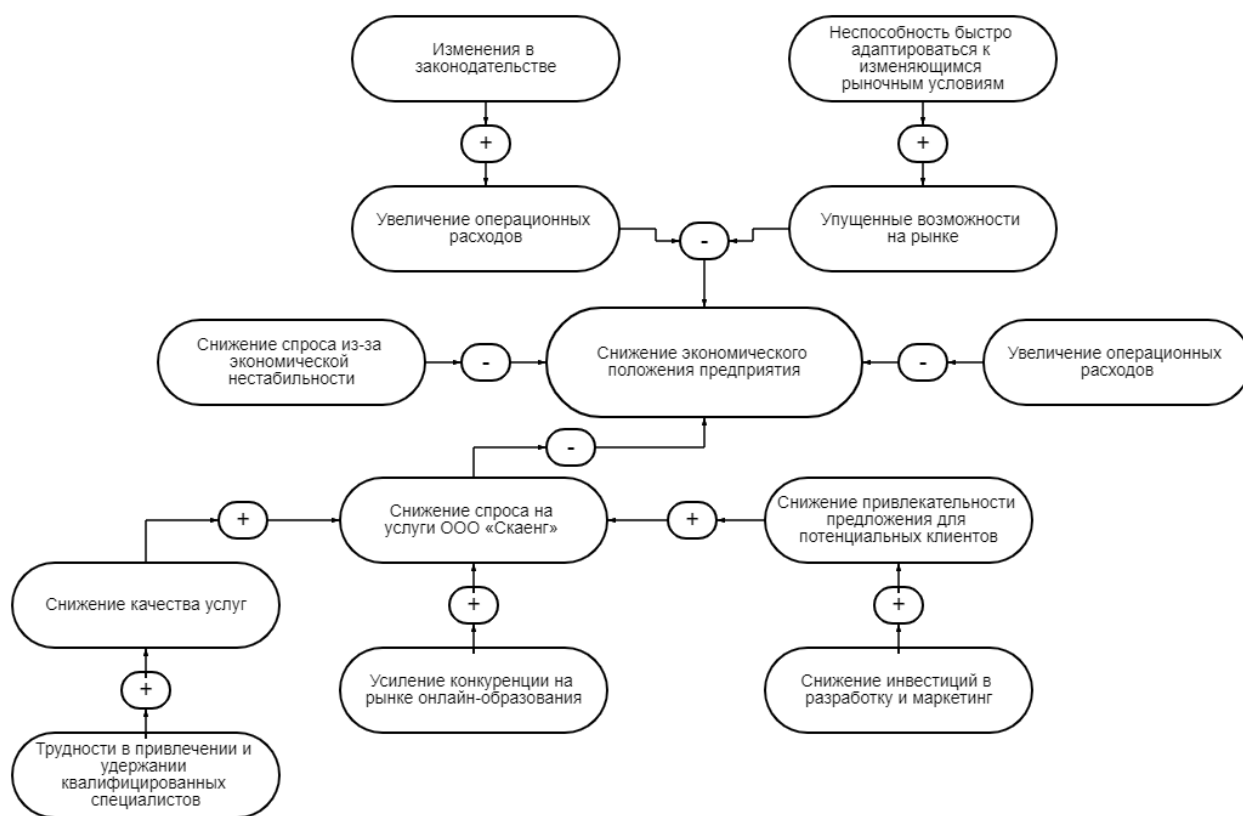 Изменения в
законодательстве
Неспособность быстро
адаптироваться к
изменяющимся
рыночным условиям
+
+
Увеличение операционных
расходов
-
Упущенные возможности
на рынке
Снижение спроса из-за
экономической
нестабильности
-
Снижение экономического
положения предприятия
-
Увеличение операционных
расходов
-
Снижение спроса на
услуги ООО «Скаенг»
Снижение привлекательности
предложения для
потенциальных клиентов
+
+
Снижение качества услуг
+
+
Усиление конкуренции на
рынке онлайн-образования
Снижение инвестиций в
разработку и маркетинг
+
Трудности в привлечении и
удержании
квалифицированных
специалистов